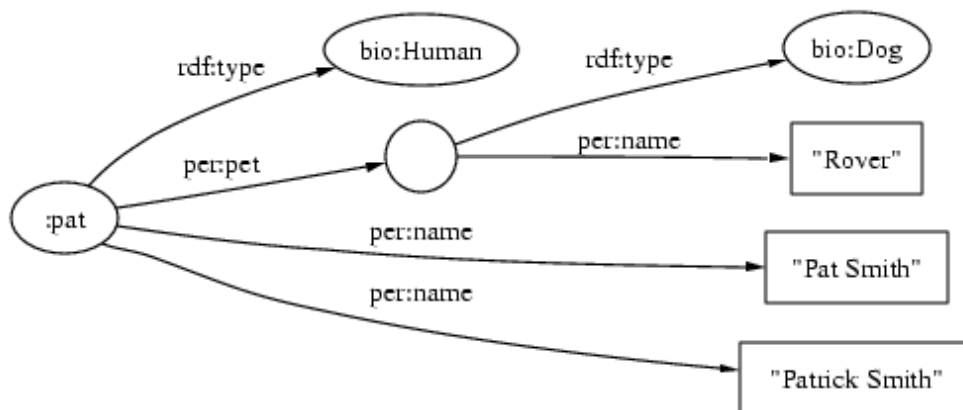 bio:Human
bio:Dog
rdf:type
rdf:type
per:name
per:pet
"Rover"
:pat
per:name
"Pat Smith"
per:name
"Patrick Smith"